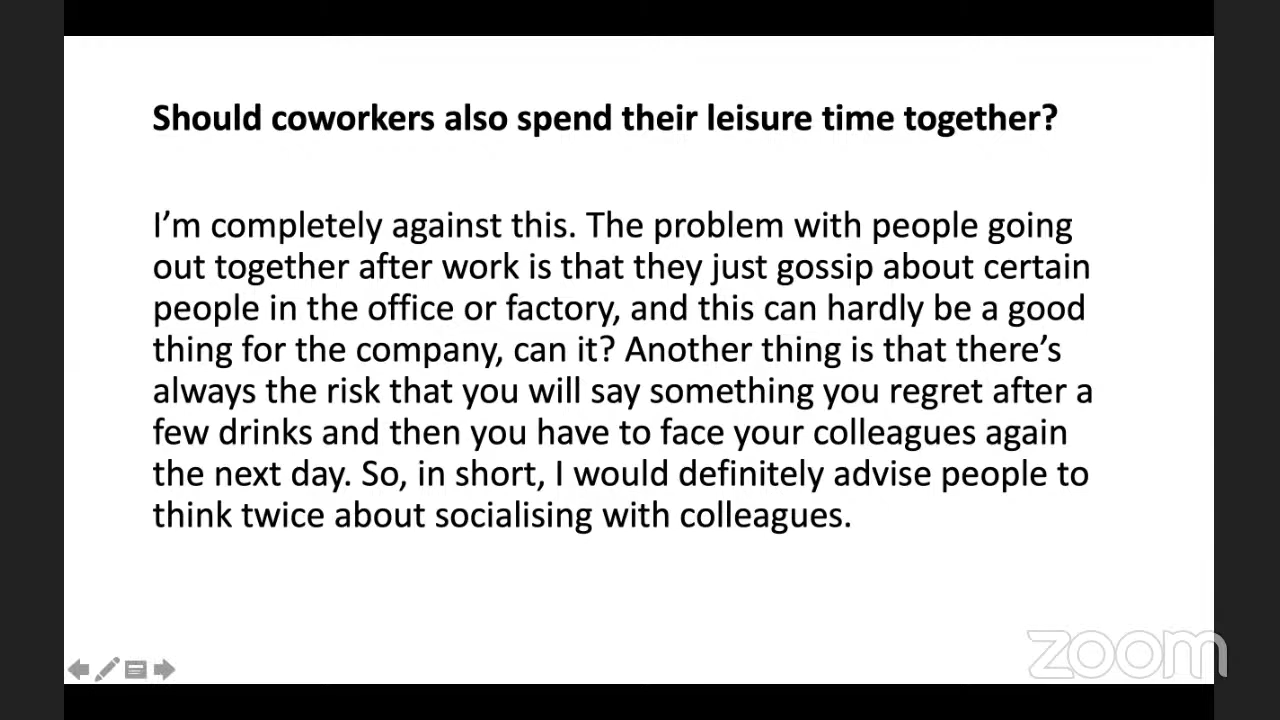 Should coworkers also spend their leisure time together?
I’m completely against this. The problem with people going
out together after work is that they just gossip about certain
people in the office or factory, and this can hardly be a good
thing for the company, can it? Another thing is that there’s
always the risk that you will say something you regret after a
few drinks and then you have to face your colleagues again
the next day. So, in short, I would definitely advise people to
think twice about socialising with colleagues.
zoom